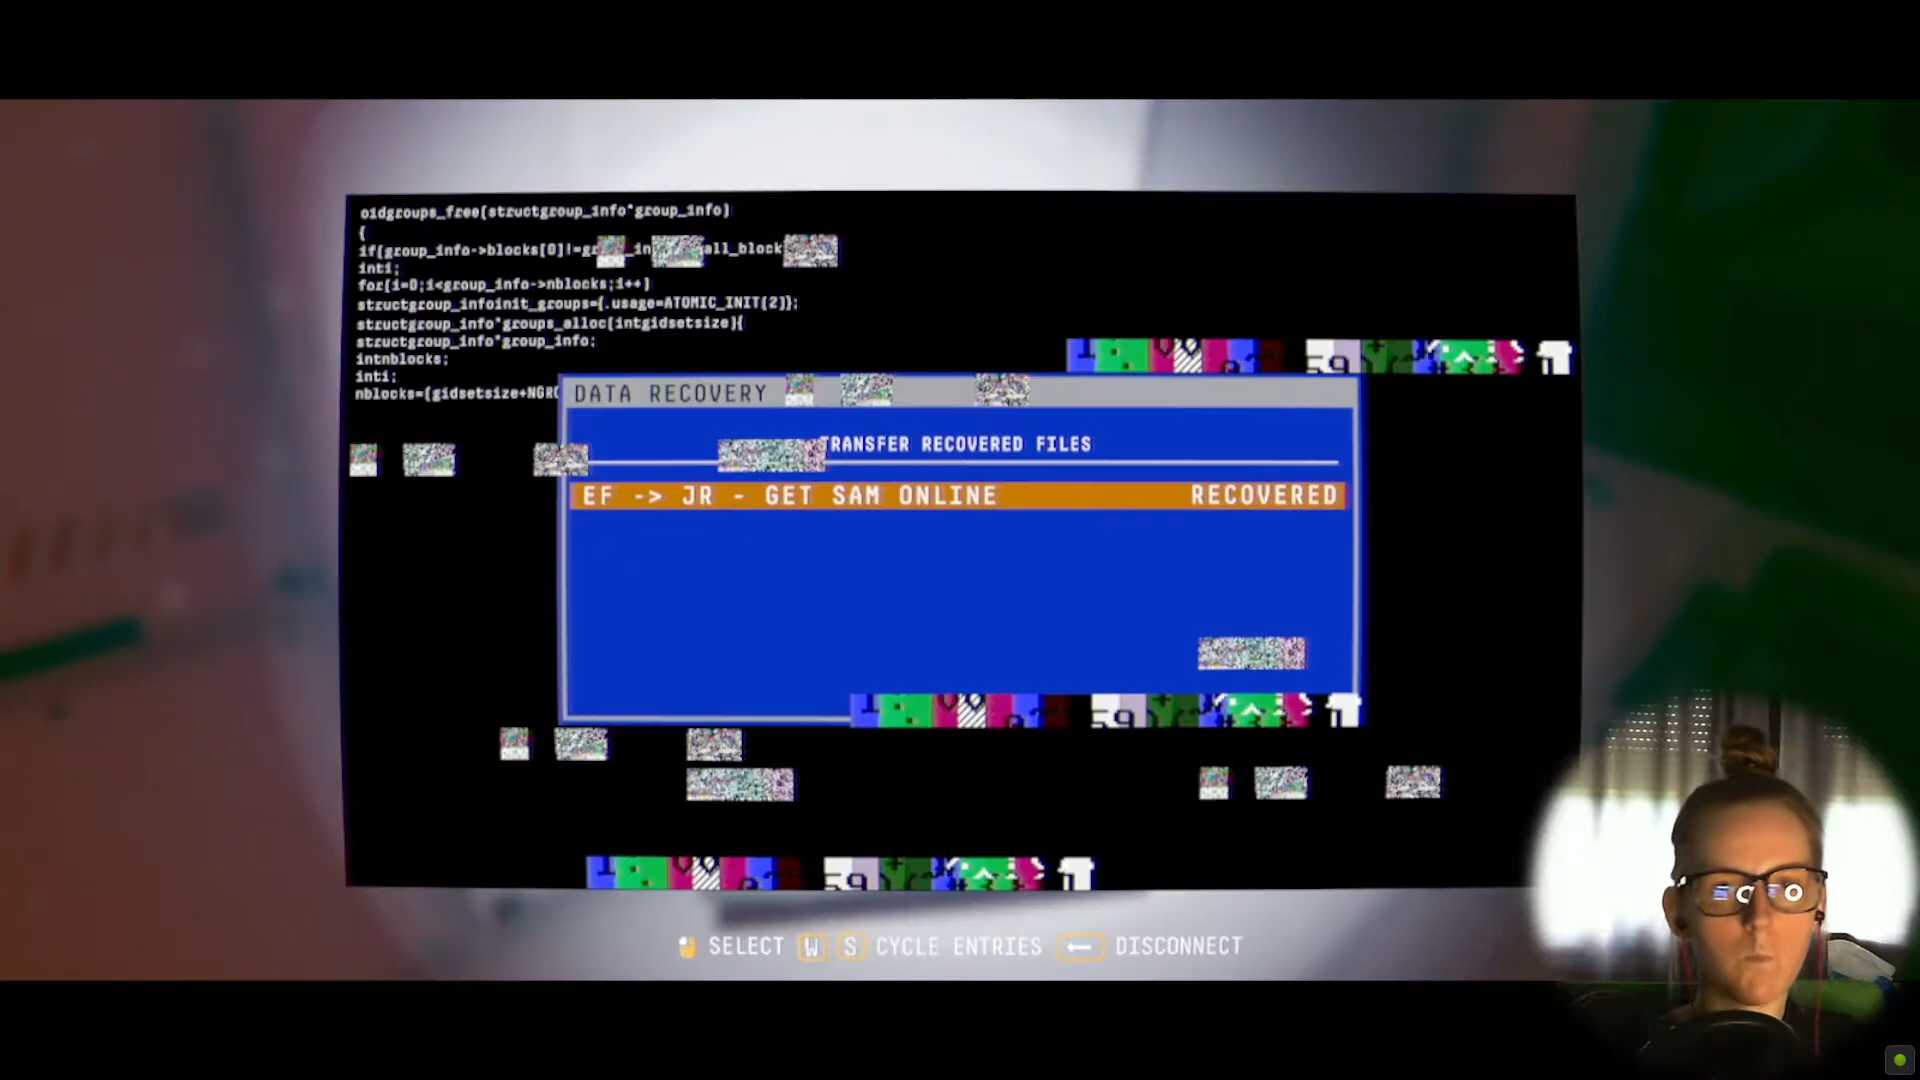 oidgroups_free[structgroup_info*group_info]
{
if[group_info->blocks[0]!=
all_block
inti;
for[i=0;i<group_info->nblocks;i++]
structgroup_infoinit_groups={.usage=ATOMIC_INIT[2]};
structgroup_info*groups_alloc[intgidsetsize]{
structgroup_info*group_info;
intnblocks;
inti;
nblocks=[gidsetsize+NGR
DATA RECOVERY
TRANSFER RECOVERED FILES
EF -> JR - GET SAM ONLINE RECOVERED
SELECT W S CYCLE ENTRIES DISCONNECT